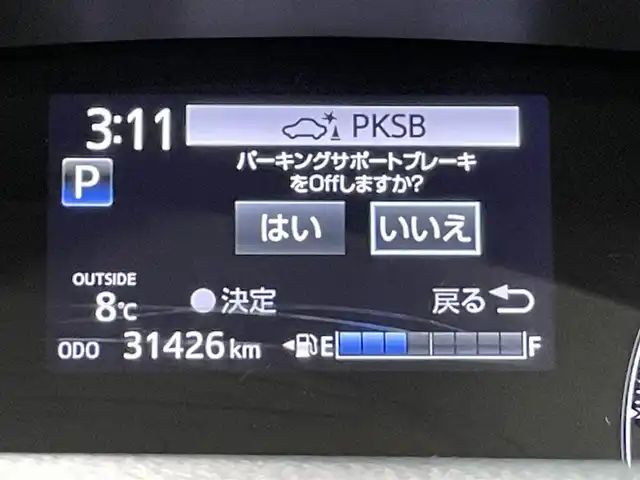 3:11
PKSB
パーキングサポートブレーキ
をOffしますか?
P
はい いいえ
OUTSIDE
8℃
決定 戻る
ODO 31426 km E F